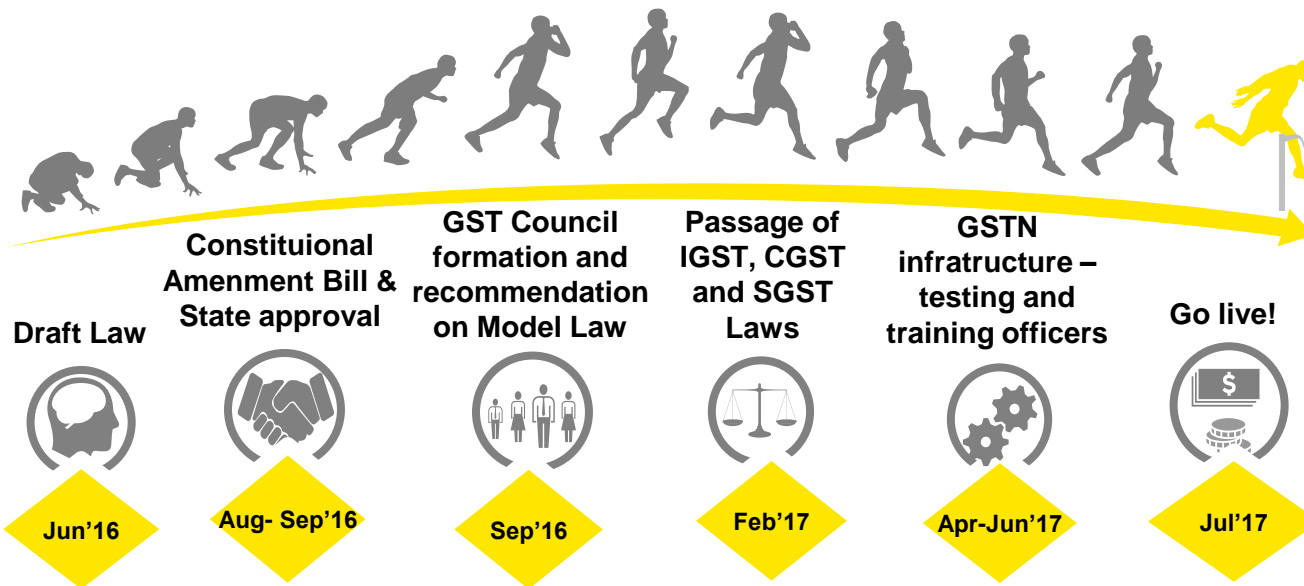 Draft Law
Constituional
Amenment Bill &
State approval
GST Council
formation and
recommendation
on Model Law
Passage of
IGST, CGST
and SGST
Laws
GSTN
infratructure –
testing and
training officers
Go live!
$
Jun’16
Aug- Sep’16
Sep’16
Feb’17
Apr-Jun’17
Jul’17